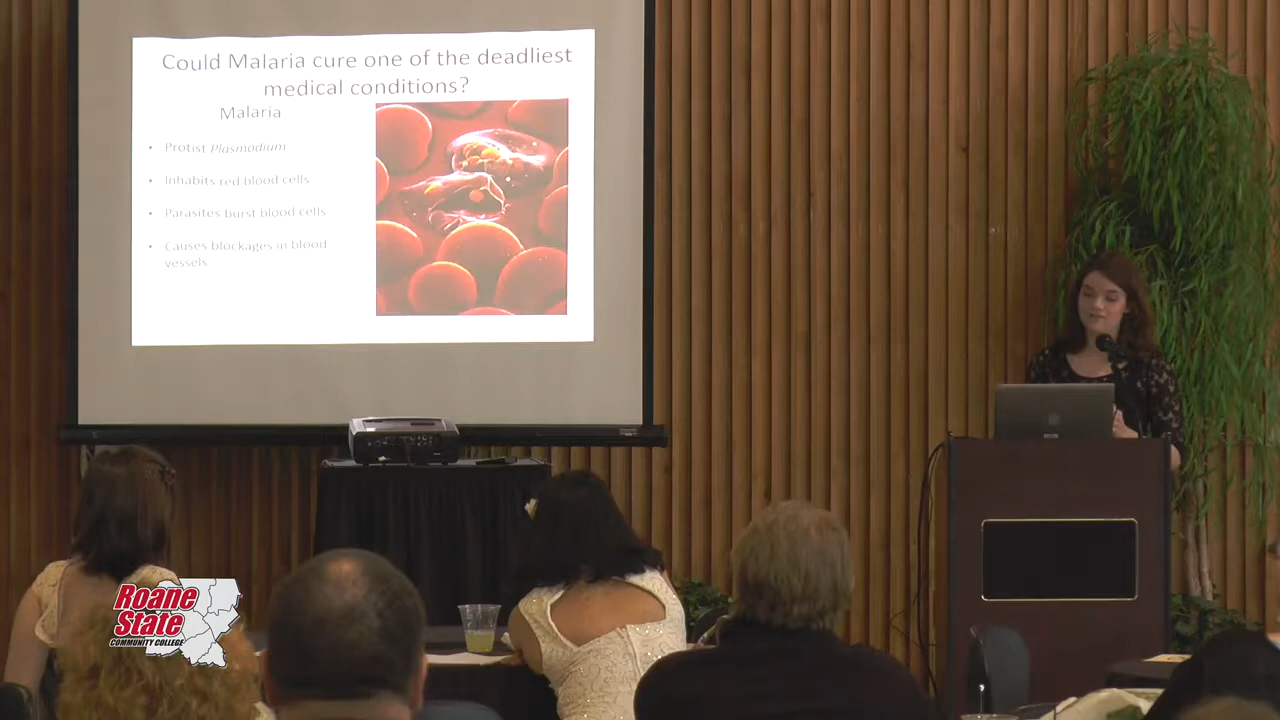 Could Malaria cure one of the deadliest
medical conditions?
Malaria
• Protist Plasmodium
• Inhabits red blood cells
• Parasites burst blood cells
• Causes blockages in blood
vessels
Roane
State
COMMUNITY COLLEGE